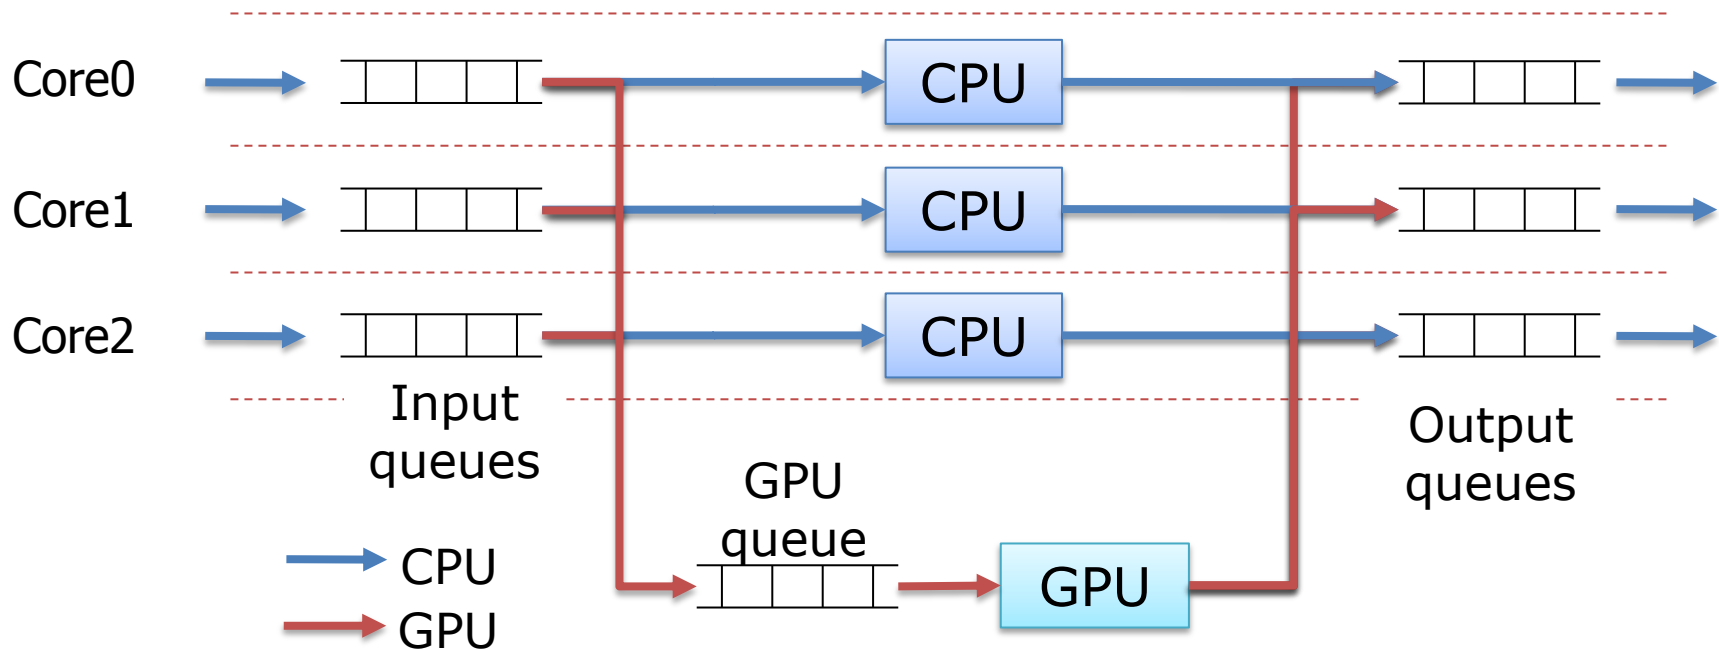 Core0
CPU
Core1
CPU
Core2
CPU
Input
queues
Output
queues
GPU
queue
GPU
CPU
GPU